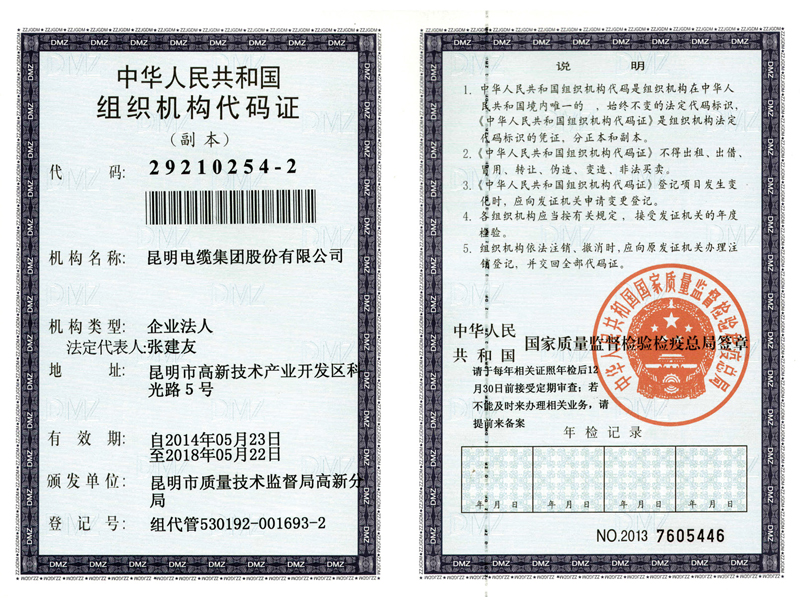 中华人民共和国
组织机构代码证
(副本)
代 码: 29210254-2
机构名称: 昆明电缆集团股份有限公司
机构类型: 企业法人
法定代表人:张建友
地 址: 昆明市高新技术产业开发区科
光路5号
有 效 期: 自2014年05月23日
至2018年05月22日
颁发单位: 昆明市质量技术监督局高新分
局
登 记 号: 组代管530192-001693-2
说 明
1. 中华人民共和国组织机构代码是组织机构在中华人
民共和国境内唯一的 、始终不变的法定代码标识,
《中华人民共和国组织机构代码证》是组织机构法定
代码标识的凭证,分正本和副本。
2.《中华人民共和国组织机构代码证》不得出租、出借、
冒用、转让、伪造、变造、非法买卖。
3.《中华人民共和国组织机构代码证》登记项目发生变
化时,应向发证机关申请变更登记。
4. 各组织机构应当按有关规定,接受发证机关的年度
检验。
5. 组织机构依法注销、撤消时,应向原发证机关办理注
销登记,并交回全部代码证。
中华人民共和国国家质量监督检验检疫总局
中华人民
共和国 国家质量监督检验检疫总局签章
请于每年相关证照年检后12
月30日前接受定期审查;若
不能及时来办理相关业务,请
提前来备案
年检记录
年 月 日 年 月 日 年 月 日 年 月 日
NO.2013 7605446